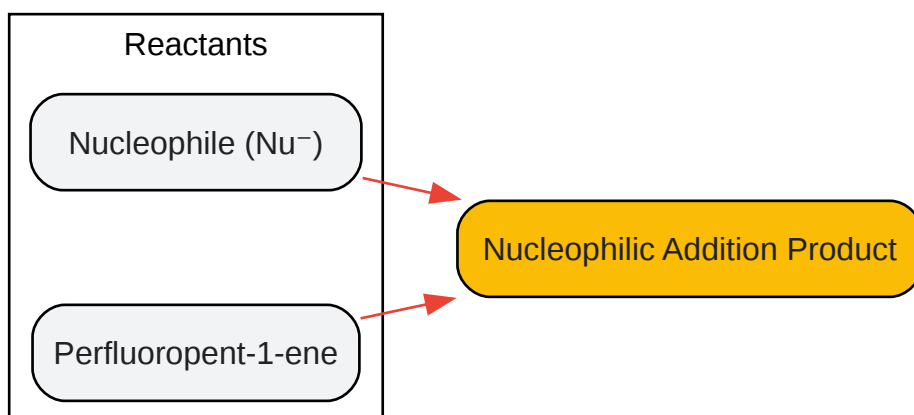 Reactants
Nucleophile (Nu⁻)
Nucleophilic Addition Product
Perfluoropent-1-ene